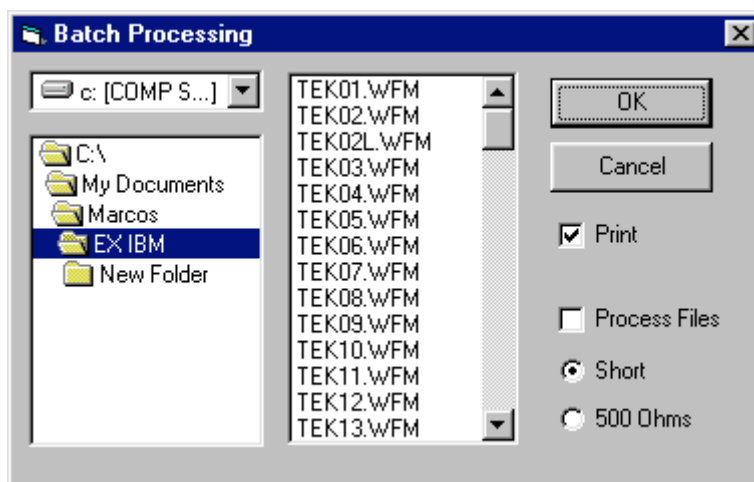 Batch Processing
c: [COMP S...]
C:\
My Documents
Marcos
EX IBM
New Folder
TEK01.WFM
TEK02.WFM
TEK02L.WFM
TEK03.WFM
TEK04.WFM
TEK05.WFM
TEK06.WFM
TEK07.WFM
TEK08.WFM
TEK09.WFM
TEK10.WFM
TEK11.WFM
TEK12.WFM
TEK13.WFM
OK
Cancel
Print
Process Files
Short
500 Ohms